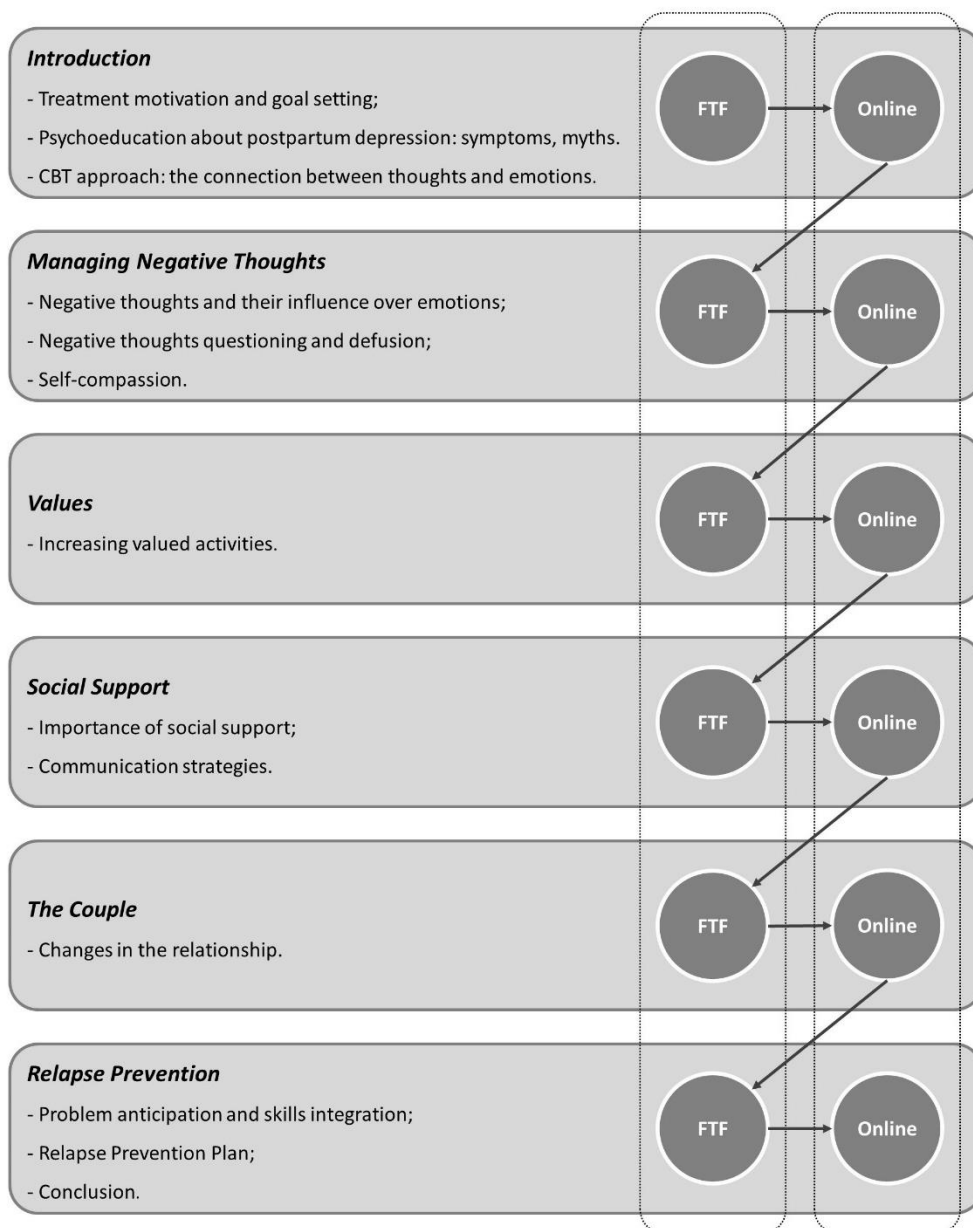 Introduction
- Treatment motivation and goal setting;
- Psychoeducation about postpartum depression: symptoms, myths.
- CBT approach: the connection between thoughts and emotions.
FTF
Online
Managing Negative Thoughts
- Negative thoughts and their influence over emotions;
- Negative thoughts questioning and defusion;
- Self-compassion.
FTF
Online
Values
- Increasing valued activities.
FTF
Online
Social Support
- Importance of social support;
- Communication strategies.
FTF
Online
The Couple
- Changes in the relationship.
FTF
Online
Relapse Prevention
- Problem anticipation and skills integration;
- Relapse Prevention Plan;
- Conclusion.
FTF
Online